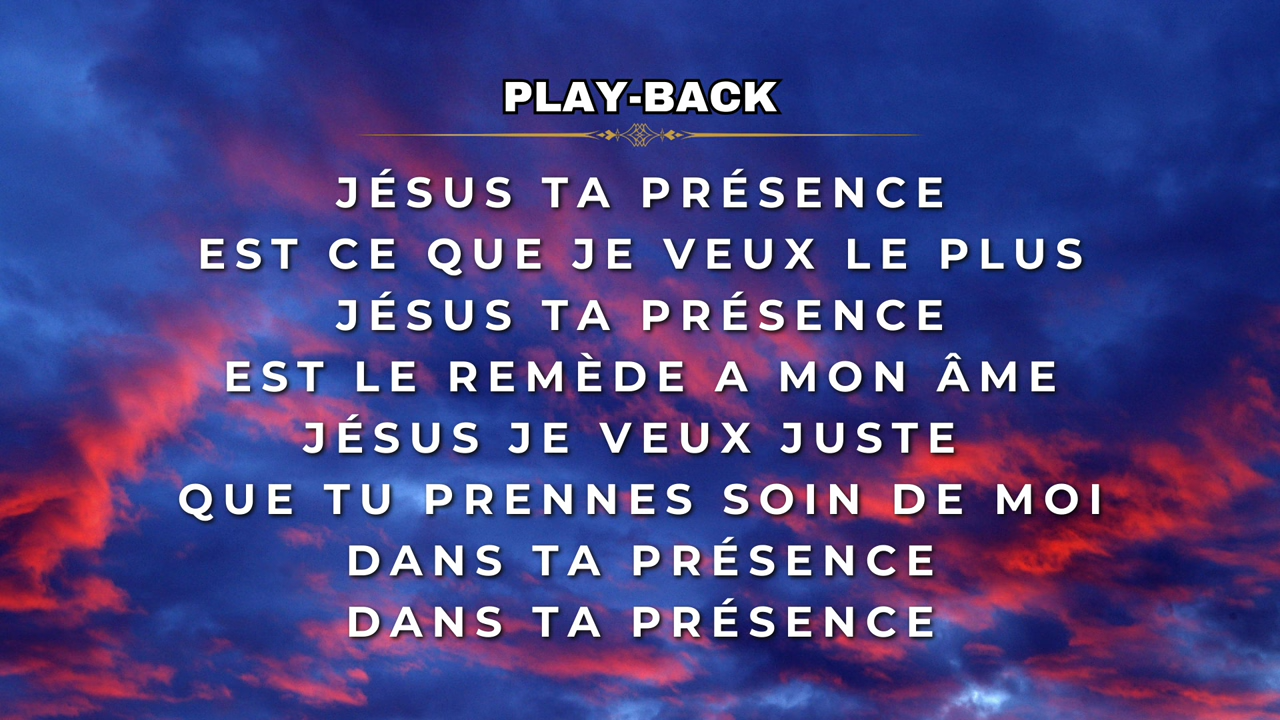 PLAY-BACK
JÉSUS TA PRÉSENCE
EST CE QUE JE VEUX LE PLUS
JÉSUS TA PRÉSENCE
EST LE REMÈDE A MON ÂME
JÉSUS JE VEUX JUSTE
QUE TU PRENNES SOIN DE MOI
DANS TA PRÉSENCE
DANS TA PRÉSENCE